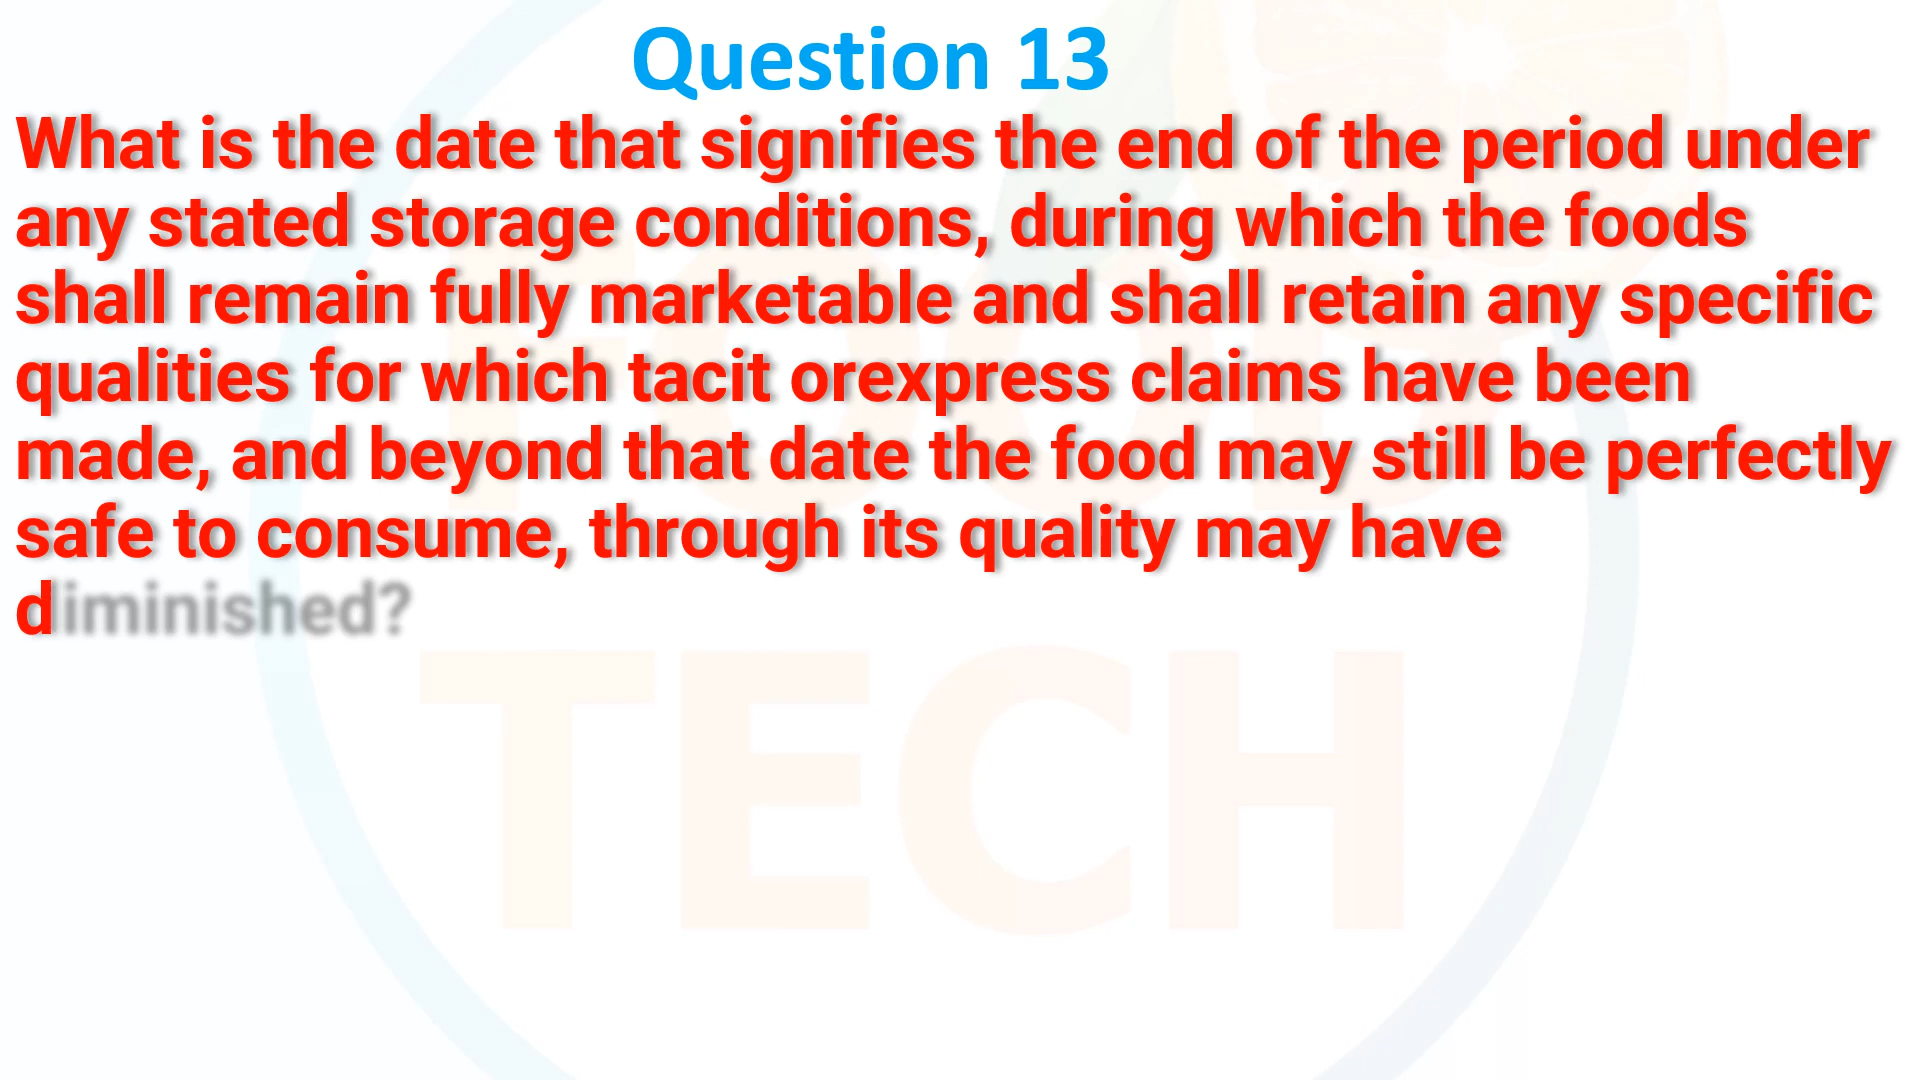 Question 13
What is the date that signifies the end of the period under
any stated storage conditions, during which the foods
shall remain fully marketable and shall retain any specific
qualities for which tacit orexpress claims have been
made, and beyond that date the food may still be perfectly
safe to consume, through its quality may have
diminished?
FOOD
TECH